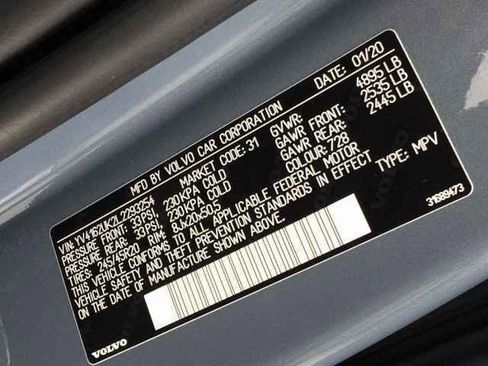 MFD BY VOLVO CAR CORPORATION DATE: 01/20
VIN: YV4162UK2L2293254 MARKET CODE: 31 GVWR: 4895 LB
PRESSURE FRONT: 33PSI, 230KPA COLD GAWR FRONT: 2535 LB
PRESSURE REAR: 33PSI, 230KPA COLD GAWR REAR: 2445 LB
TIRES: 245/45R20 RIM: 8Jx20x50,5 COLOUR: 728
THIS VEHICLE CONFORMS TO ALL APPLICABLE FEDERAL MOTOR
VEHICLE SAFETY AND THEFT PREVENTION STANDARDS IN EFFECT
ON THE DATE OF MANUFACTURE SHOWN ABOVE. TYPE: MPV
VOLVO
31689473